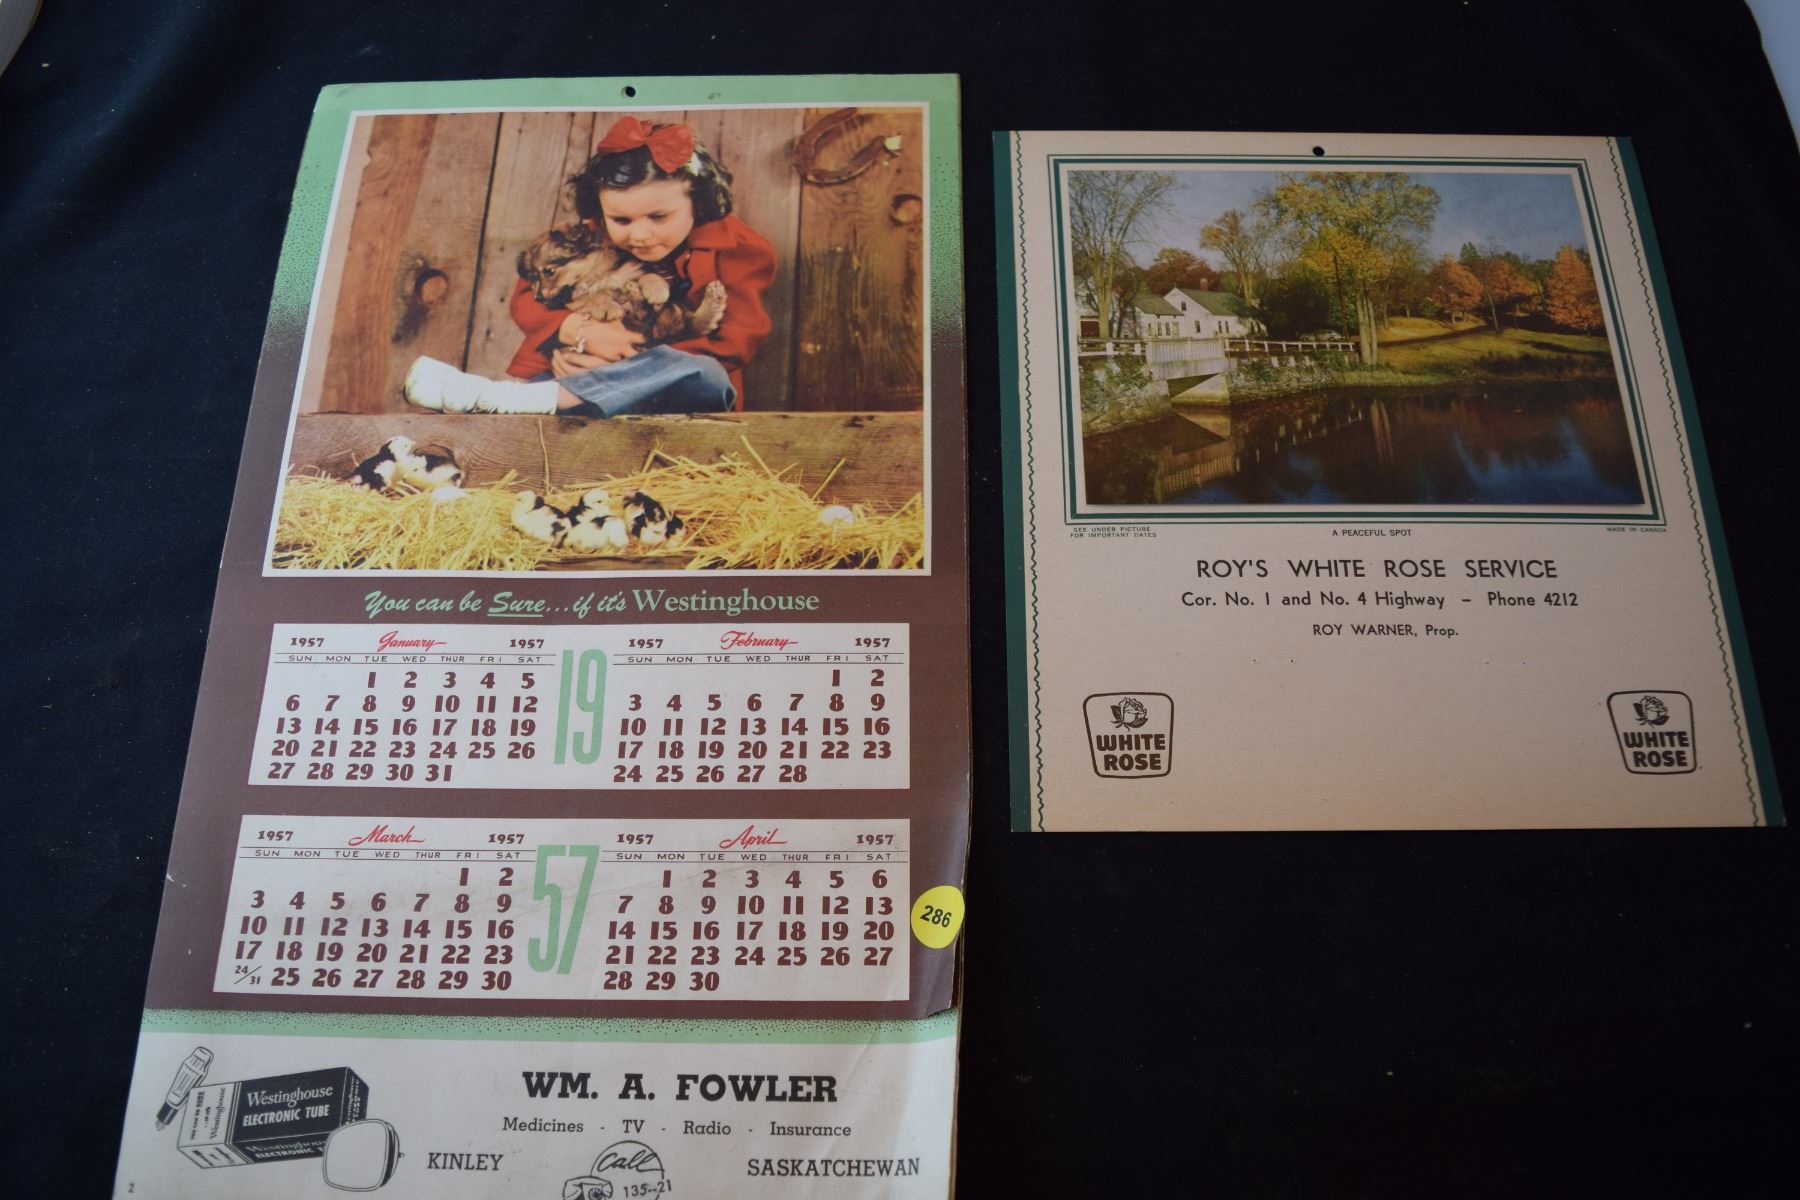 You can be Sure...if it's Westinghouse
1957 January 1957
SUN MON TUE WED THUR FRI SAT
1 2 3 4 5
6 7 8 9 10 11 12
13 14 15 16 17 18 19
20 21 22 23 24 25 26
27 28 29 30 31
19
1957 February 1957
SUN MON TUE WED THUR FRI SAT
1 2
3 4 5 6 7 8 9
10 11 12 13 14 15 16
17 18 19 20 21 22 23
24 25 26 27 28
1957 March 1957
SUN MON TUE WED THUR FRI SAT
1 2
3 4 5 6 7 8 9
10 11 12 13 14 15 16
17 18 19 20 21 22 23
24/31 25 26 27 28 29 30
57
1957 April 1957
SUN MON TUE WED THUR FRI SAT
1 2 3 4 5 6
7 8 9 10 11 12 13
14 15 16 17 18 19 20
21 22 23 24 25 26 27
28 29 30
286
Westinghouse
ELECTRONIC TUBE
YOU CAN BE SURE
...IF IT'S
Westinghouse
Westinghouse
ELECTRONIC
WM. A. FOWLER
Medicines - TV - Radio - Insurance
KINLEY
Call
135--21
SASKATCHEWAN
2
SEE UNDER PICTURE
FOR IMPORTANT DATES
A PEACEFUL SPOT
MADE IN CANADA
ROY'S WHITE ROSE SERVICE
Cor. No. 1 and No. 4 Highway – Phone 4212
ROY WARNER, Prop.
WHITE
ROSE
WHITE
ROSE